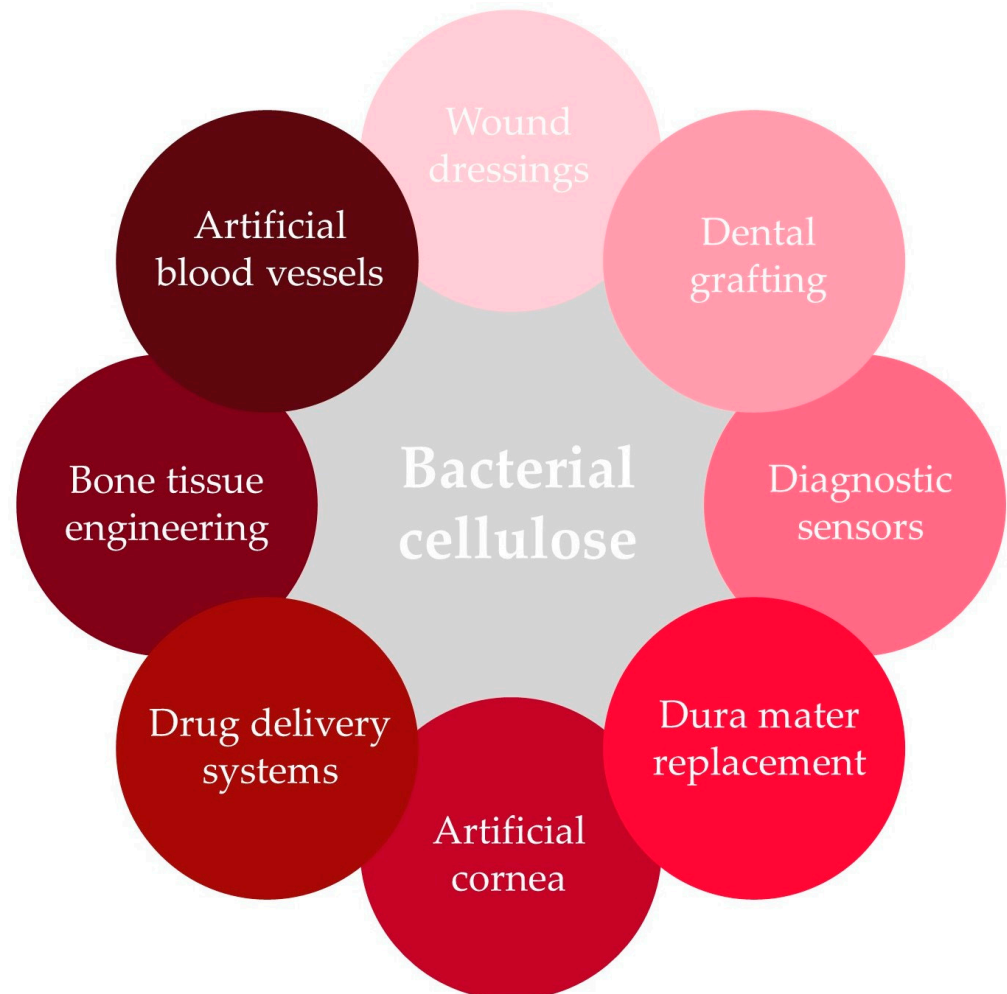 Wound
dressings
Dental
grafting
Diagnostic
sensors
Dura mater
replacement
Artificial
cornea
Drug delivery
systems
Bone tissue
engineering
Artificial
blood vessels
Bacterial
cellulose